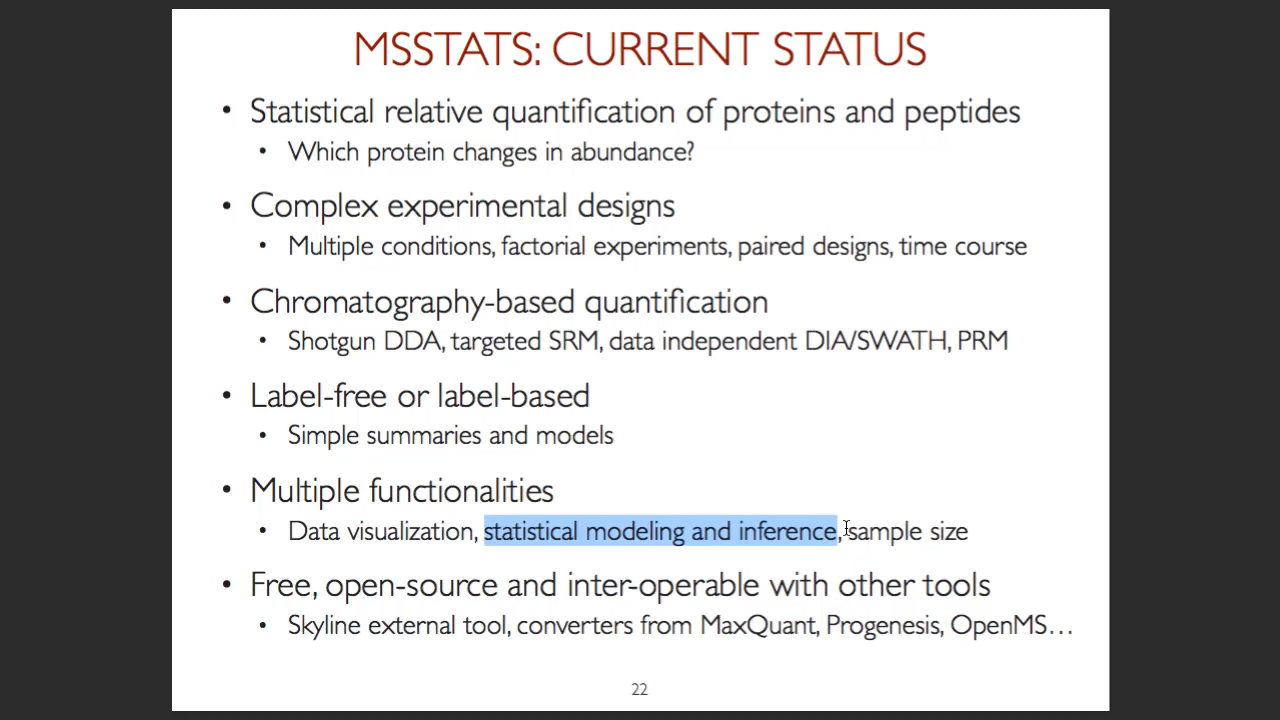 MSSTATS: CURRENT STATUS
• Statistical relative quantification of proteins and peptides
• Which protein changes in abundance?
• Complex experimental designs
• Multiple conditions, factorial experiments, paired designs, time course
• Chromatography-based quantification
• Shotgun DDA, targeted SRM, data independent DIA/SWATH, PRM
• Label-free or label-based
• Simple summaries and models
• Multiple functionalities
• Data visualization, statistical modeling and inference, sample size
• Free, open-source and inter-operable with other tools
• Skyline external tool, converters from MaxQuant, Progenesis, OpenMS…
22